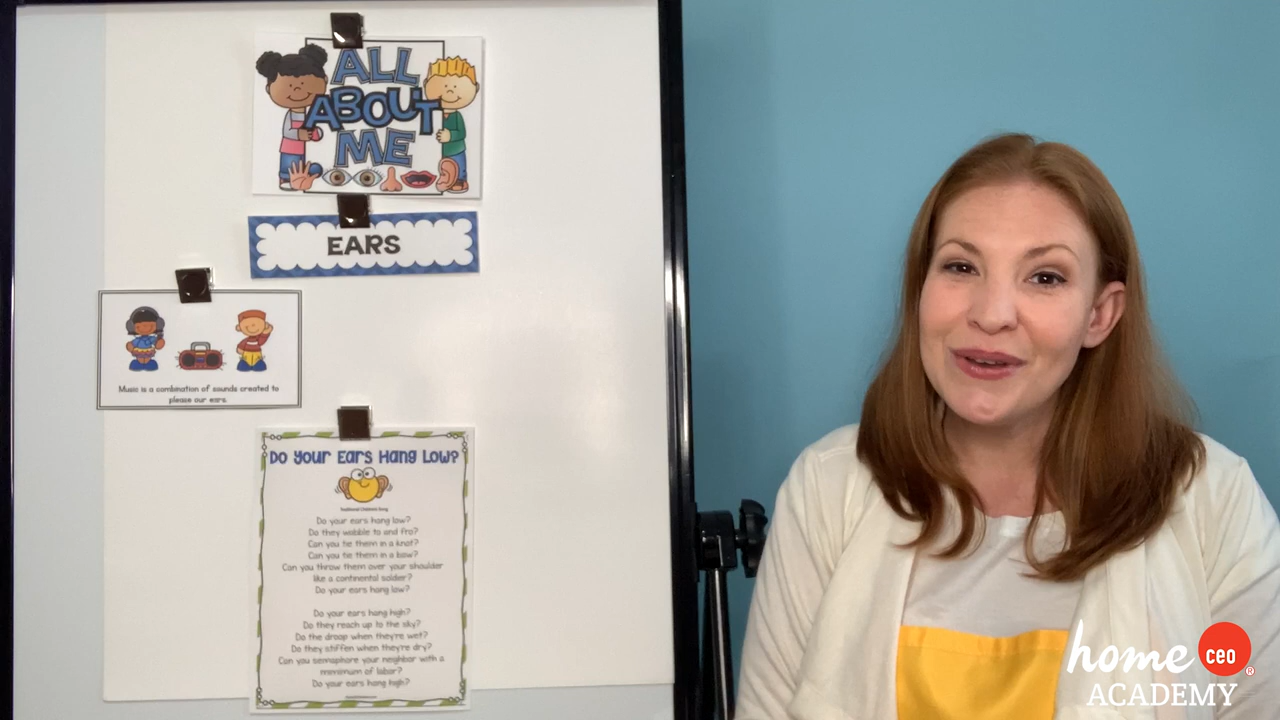 ALL
ABOUT
ME
EARS
Music is a combination of sounds created to
please our ears.
Do Your Ears Hang Low?
Traditional Children's Song
Do your ears hang low?
Do they wobble to and fro?
Can you tie them in a knot?
Can you tie them in a bow?
Can you throw them over your shoulder
like a continental soldier?
Do your ears hang low?
Do your ears hang high?
Do they reach up to the sky?
Do the droop when they're wet?
Do they stiffen when they're dry?
Can you semaphore your neighbor with a
mimimum of labor?
Do your ears hang high?
home ceo ®
ACADEMY